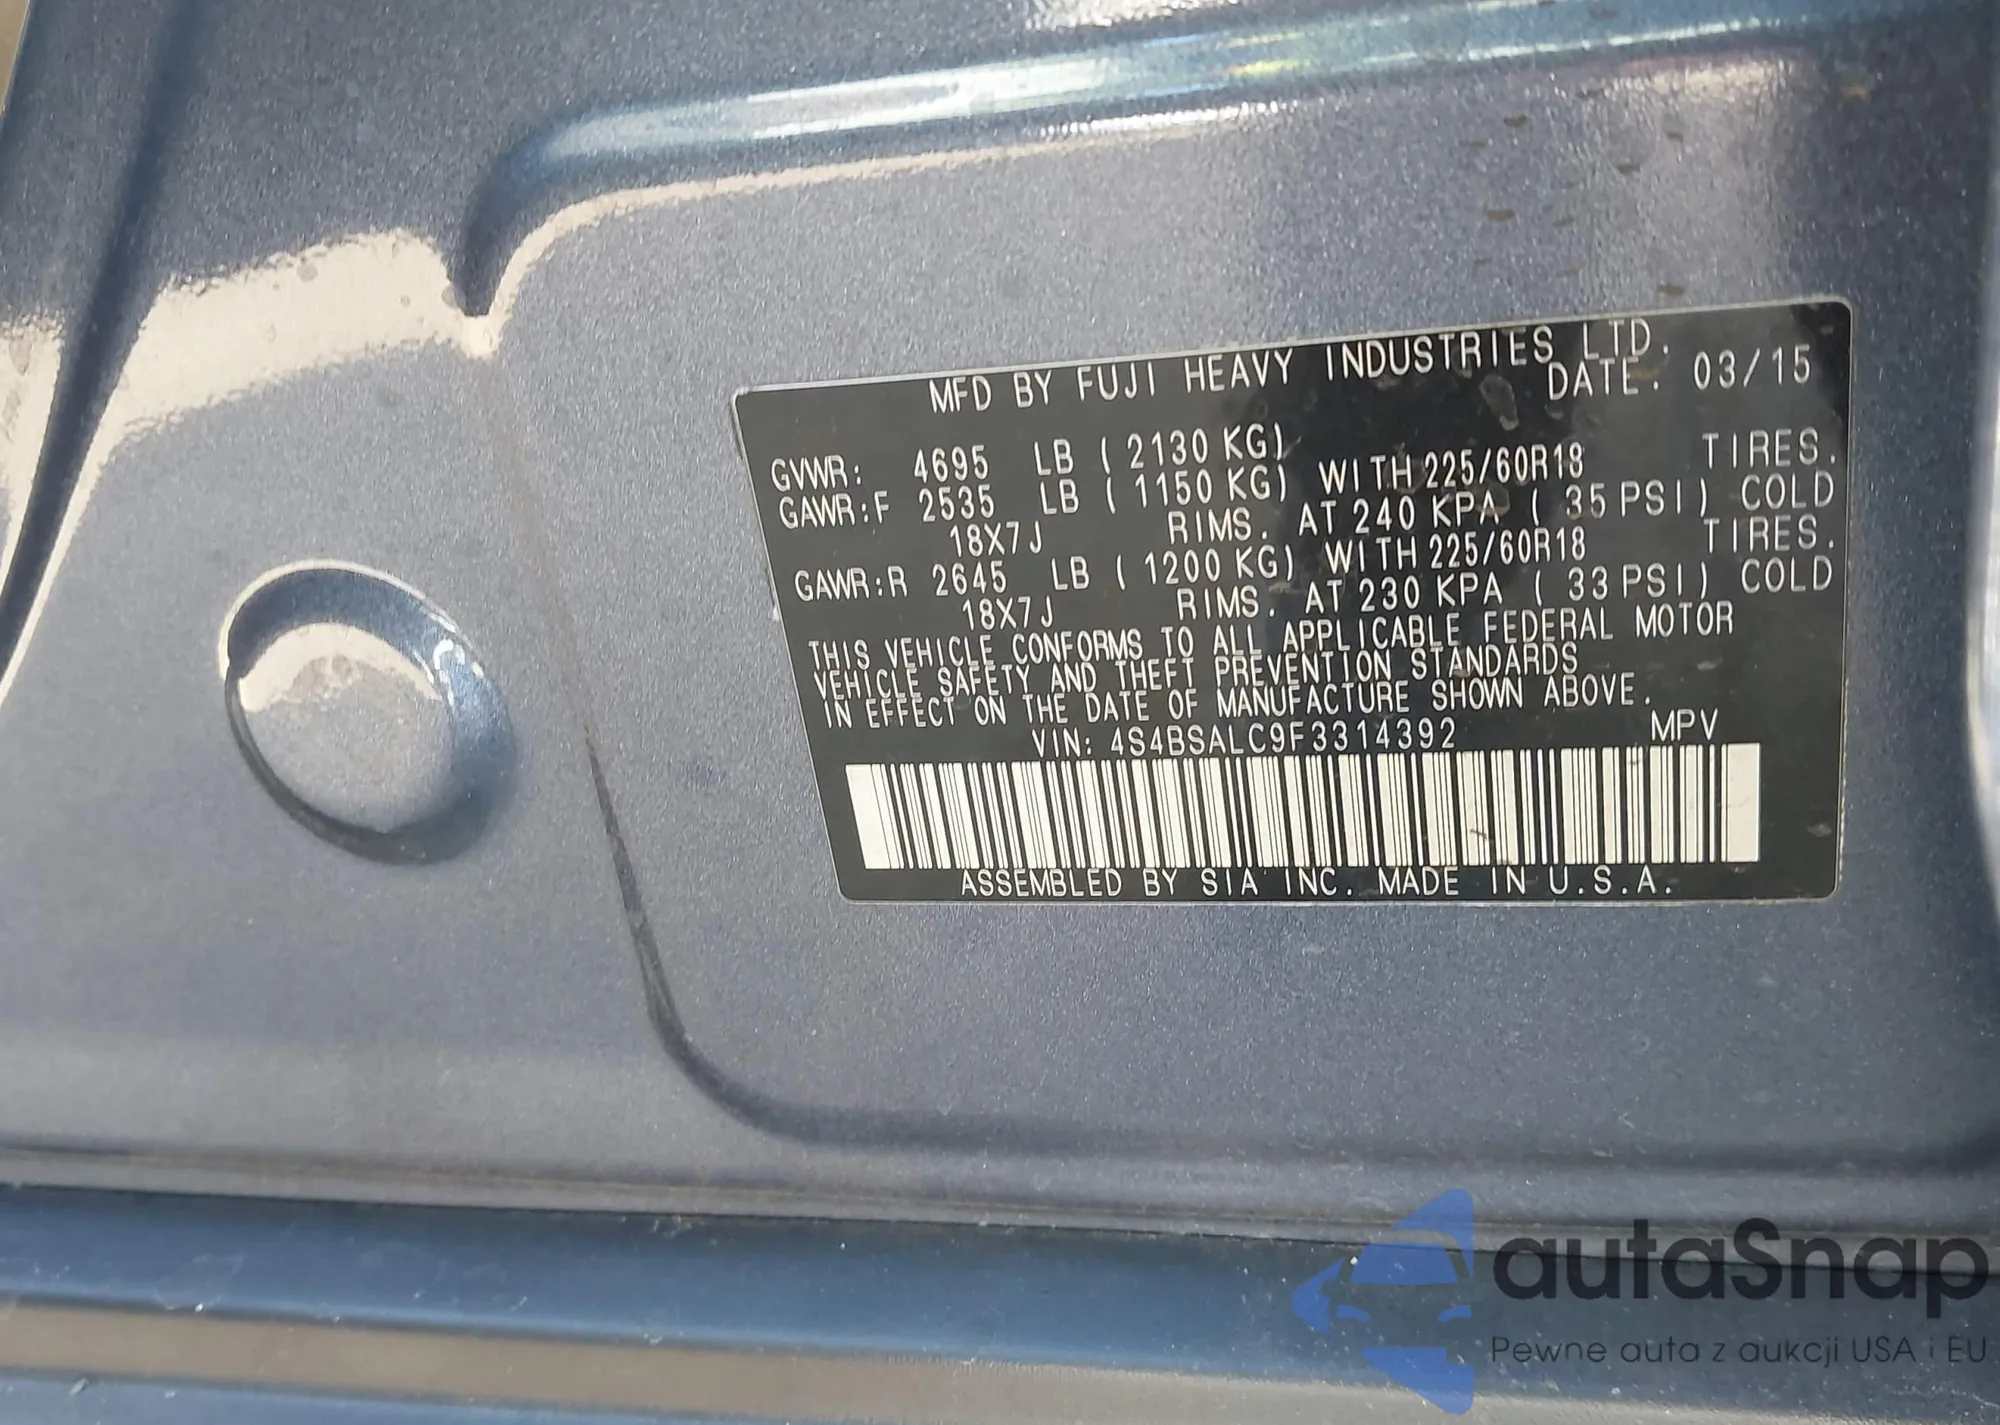 MFD BY FUJI HEAVY INDUSTRIES LTD.
DATE: 03/15
GVWR: 4695 LB ( 2130 KG)
GAWR:F 2535 LB ( 1150 KG) WITH 225/60R18 TIRES.
18X7J RIMS. AT 240 KPA ( 35 PSI) COLD
GAWR:R 2645 LB ( 1200 KG) WITH 225/60R18 TIRES.
18X7J RIMS. AT 230 KPA ( 33 PSI) COLD
THIS VEHICLE CONFORMS TO ALL APPLICABLE FEDERAL MOTOR
VEHICLE SAFETY AND THEFT PREVENTION STANDARDS
IN EFFECT ON THE DATE OF MANUFACTURE SHOWN ABOVE.
VIN: 4S4BSALC9F3314392 MPV
ASSEMBLED BY SIA INC. MADE IN U.S.A.
autaSnap
Pewne auta z aukcji USA i EU